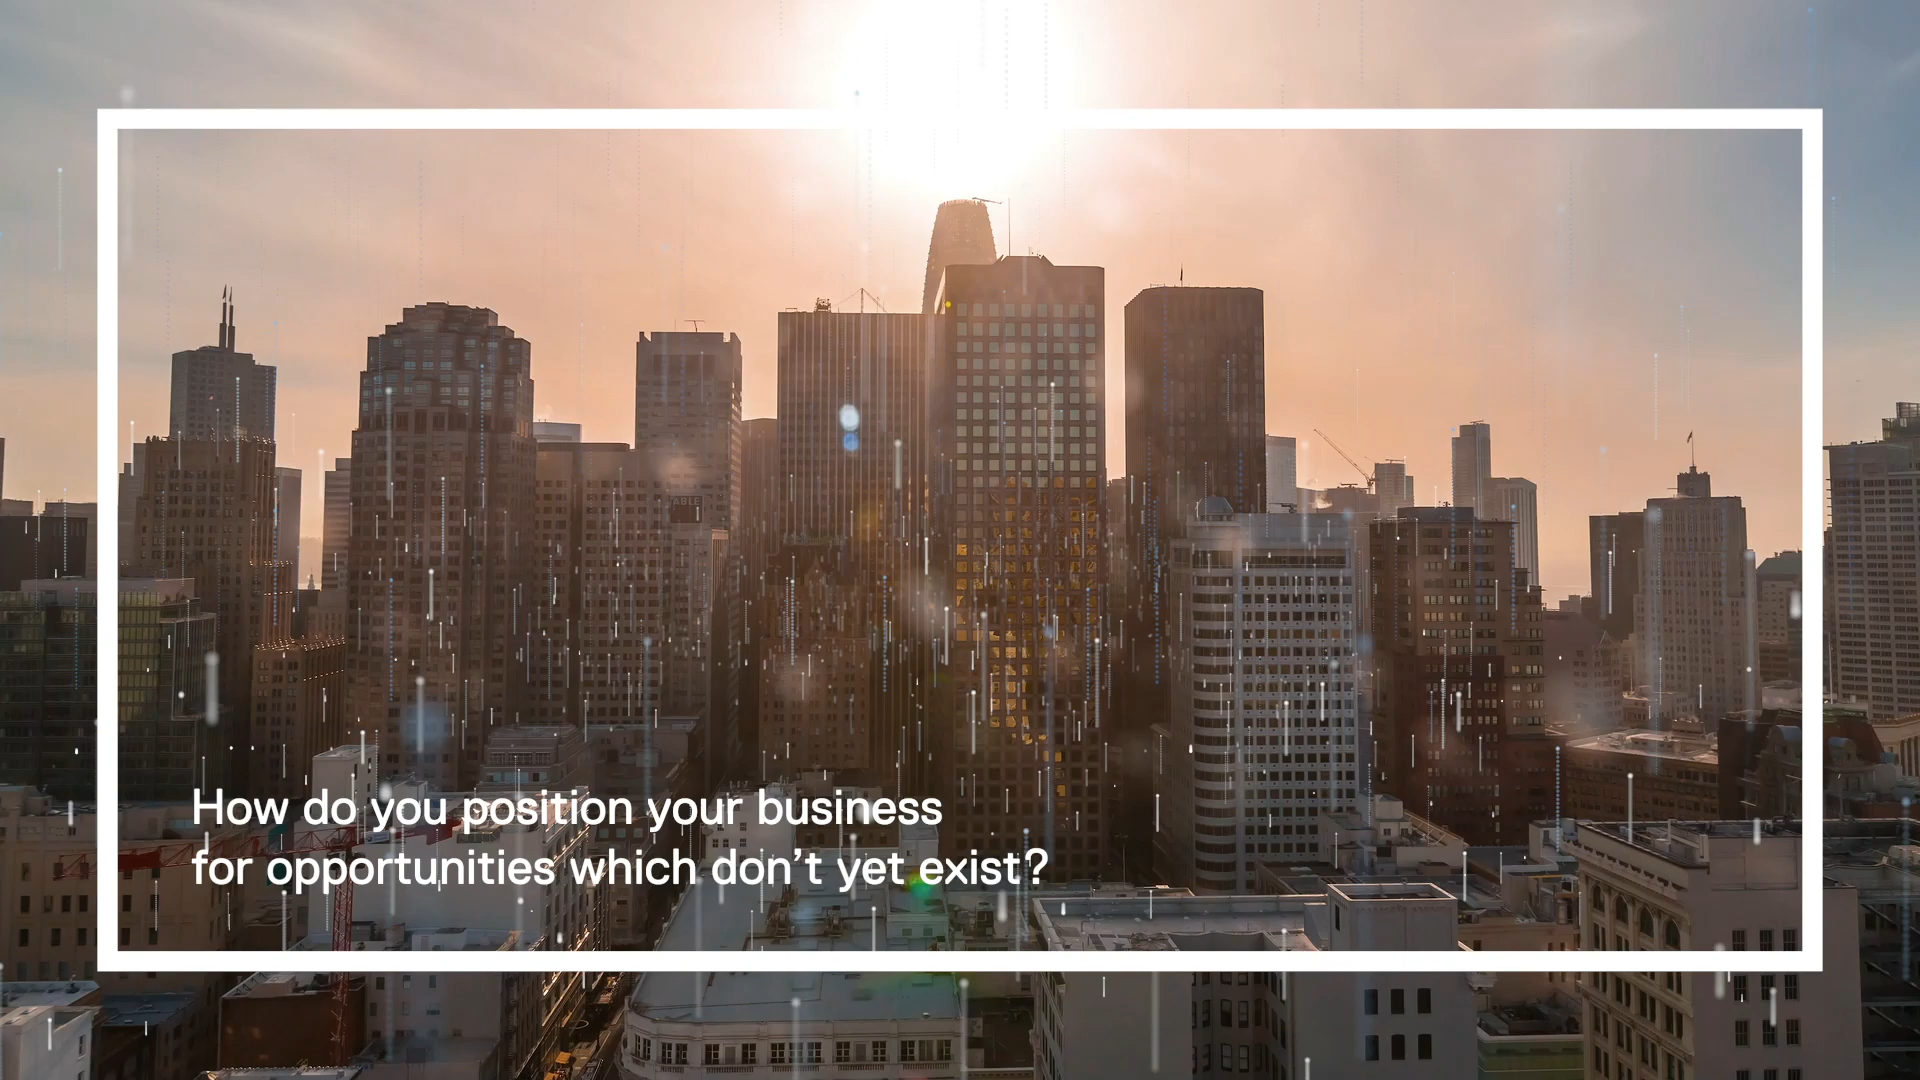 How do you position your business
for opportunities which don’t yet exist?